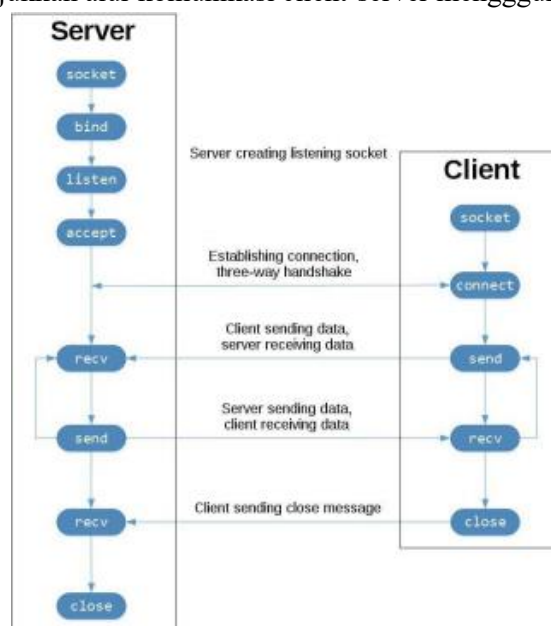 Server
socket
bind
listen
accept
Server creating listening socket
Client
socket
Establishing connection,
three-way handshake
connect
Client sending data,
server receiving data
recv
send
Server sending data,
client receiving data
send
recv
Client sending close message
recv
close
close